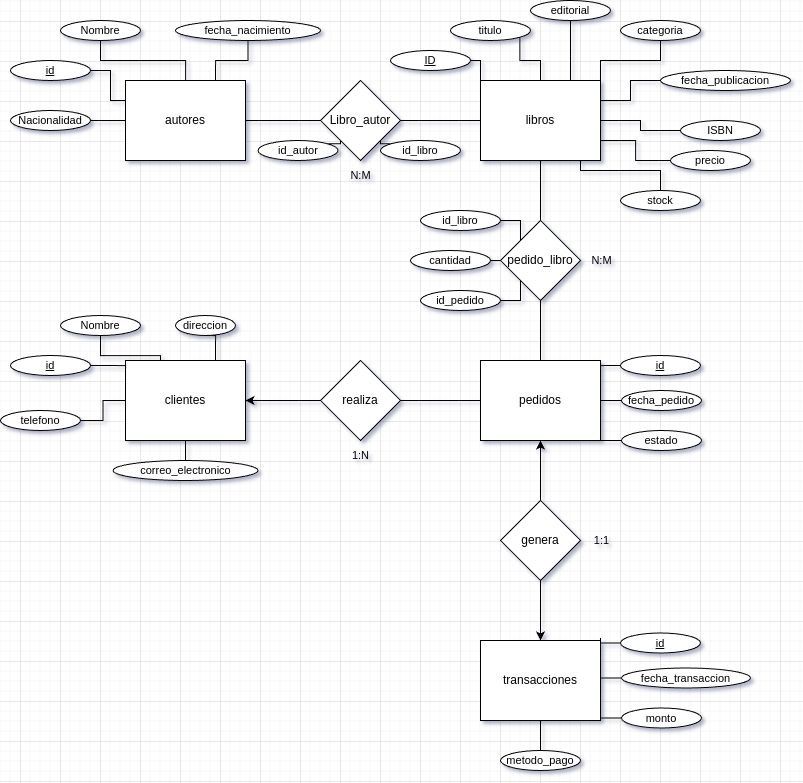 editorial
Nombre
fecha_nacimiento
titulo
categoria
ID
id
fecha_publicacion
Nacionalidad
autores
Libro_autor
libros
ISBN
id_autor
id_libro
precio
N:M
stock
id_libro
cantidad
pedido_libro
N:M
id_pedido
Nombre
direccion
id
id
telefono
clientes
realiza
pedidos
fecha_pedido
estado
1:N
correo_electronico
genera
1:1
id
transacciones
fecha_transaccion
monto
metodo_pago